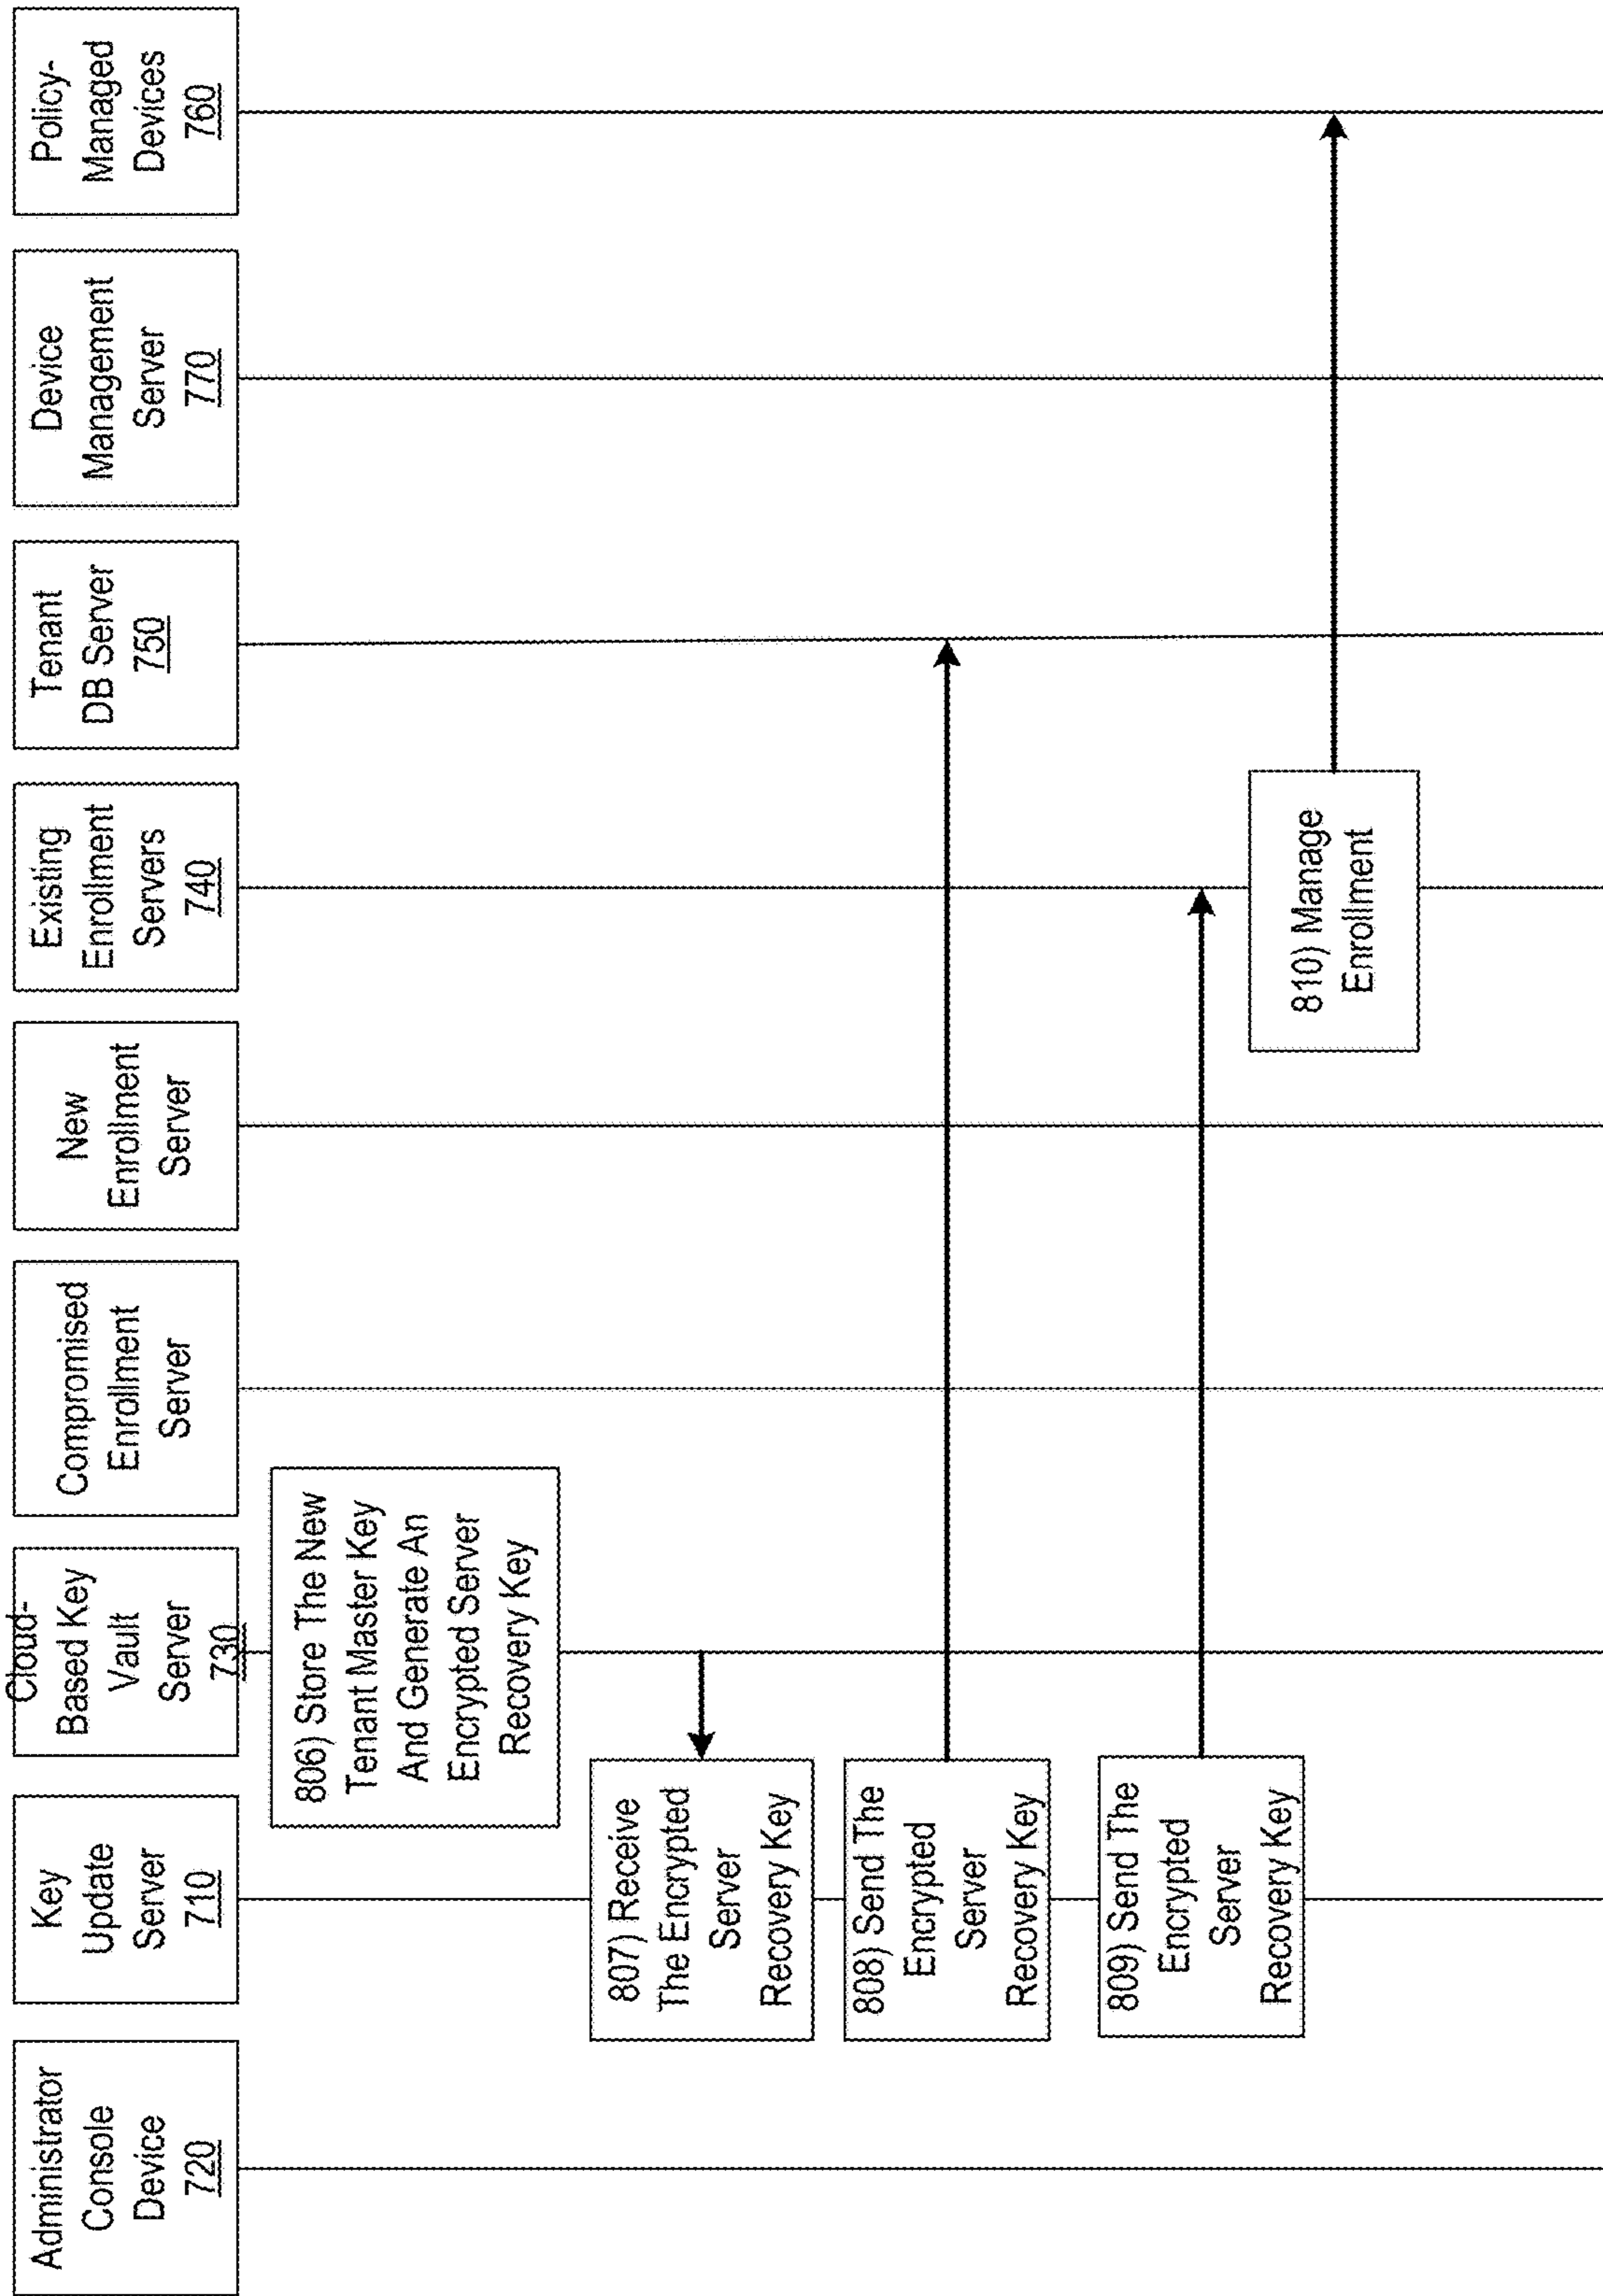 Administrator
Console
Device
720
Key
Update
Server
710
Cloud-
Based Key
Vault
Server
730
Compromised
Enrollment
Server
New
Enrollment
Server
Existing
Enrollment
Servers
740
Tenant
DB Server
750
Device
Management
Server
770
Policy-
Managed
Devices
760
806) Store The New
Tenant Master Key
And Generate An
Encrypted Server
Recovery Key
807) Receive
The Encrypted
Server
Recovery Key
808) Send The
Encrypted
Server
Recovery Key
809) Send The
Encrypted
Server
Recovery Key
810) Manage
Enrollment